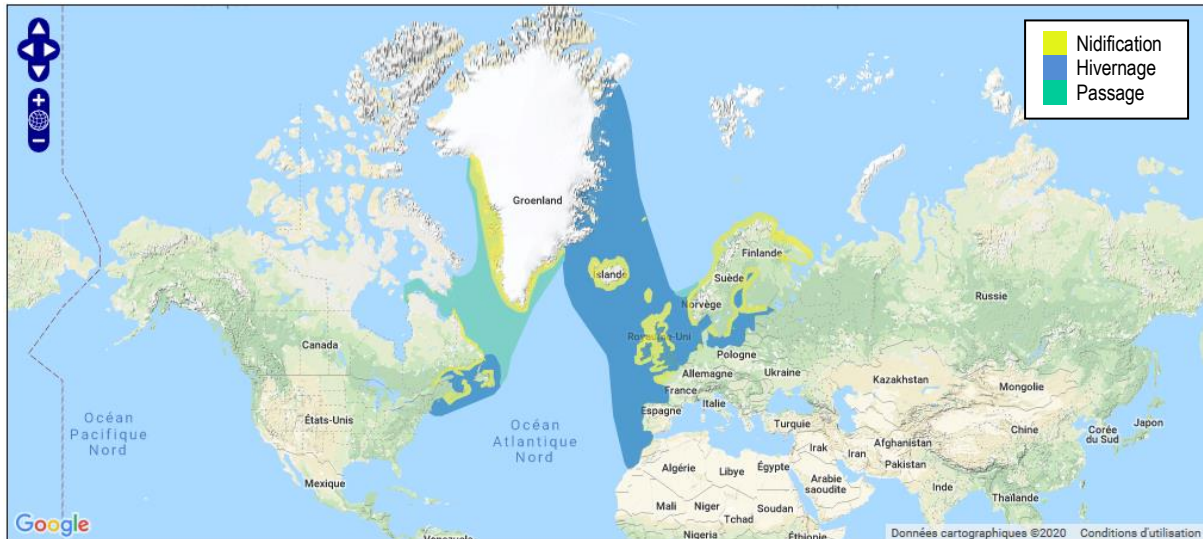 Nidification
Hivernage
Passage
Groenland
Islande
Finlande
Suède
Norvège
Russie
Royaume-Uni
Canada
Pologne
Allemagne
Ukraine
France
Kazakhstan
Mongolie
Italie
Océan
Pacifique
Nord
États-Unis
Océan
Atlantique
Nord
Espagne
Turquie
Chine
Corée
du Sud
Japon
Irak
Iran
Afghanistan
Pakistan
Algérie
Libye
Égypte
Arabie
saoudite
Inde
Mexique
Mali
Niger
Soudan
Tchad
Thaïlande
Nigeria
Éthiopie
Google
Données cartographiques ©2020 Conditions d'utilisation